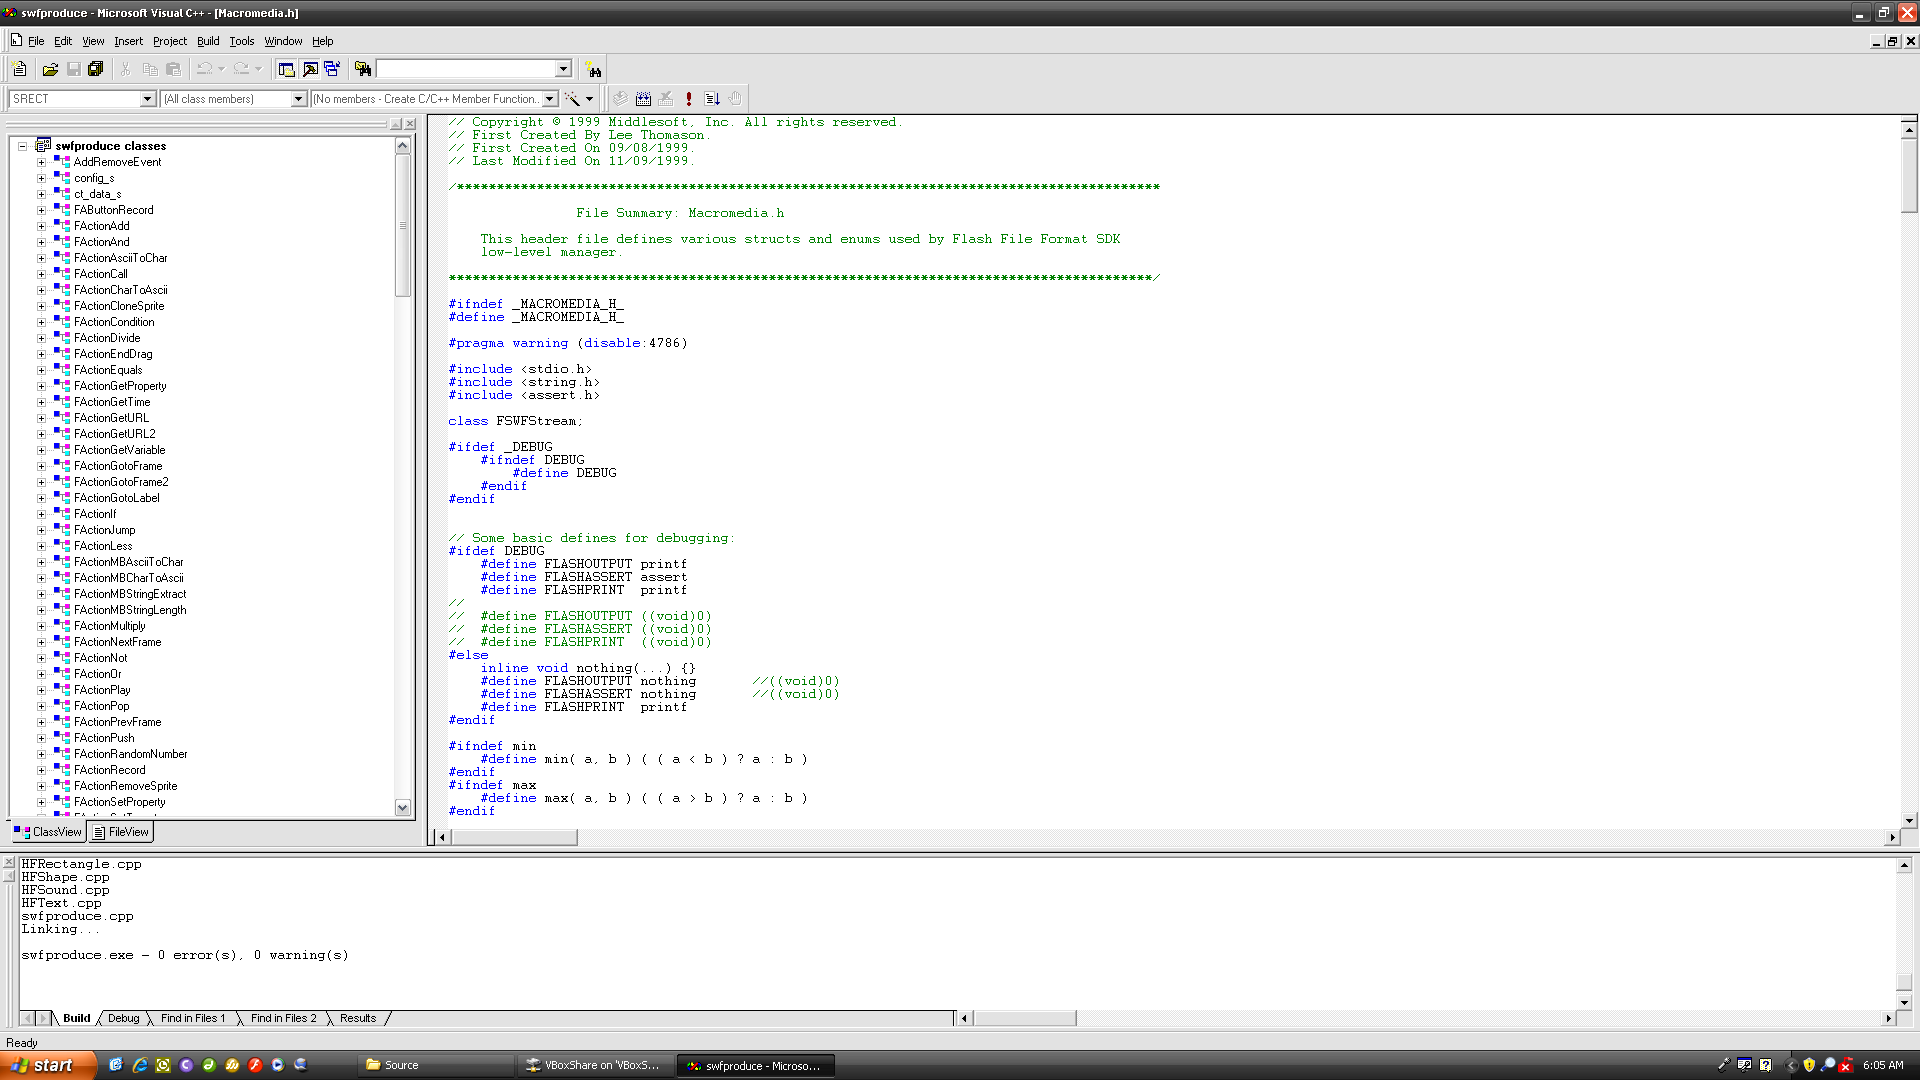 swfproduce - Microsoft Visual C++ - [Macromedia.h]
File Edit View Insert Project Build Tools Window Help
SRECT (All class members) (No members - Create C/C++ Member Function..
swfproduce classes
AddRemoveEvent
config_s
ct_data_s
FAButtonRecord
FActionAdd
FActionAnd
FActionAsciiToChar
FActionCall
FActionCharToAscii
FActionCloneSprite
FActionCondition
FActionDivide
FActionEndDrag
FActionEquals
FActionGetProperty
FActionGetTime
FActionGetURL
FActionGetURL2
FActionGetVariable
FActionGotoFrame
FActionGotoFrame2
FActionGotoLabel
FActionIf
FActionJump
FActionLess
FActionMBAsciiToChar
FActionMBCharToAscii
FActionMBStringExtract
FActionMBStringLength
FActionMultiply
FActionNextFrame
FActionNot
FActionOr
FActionPlay
FActionPop
FActionPrevFrame
FActionPush
FActionRandomNumber
FActionRecord
FActionRemoveSprite
FActionSetProperty
ClassView FileView
// Copyright © 1999 Middlesoft, Inc. All rights reserved.
// First Created By Lee Thomason.
// First Created On 09/08/1999.
// Last Modified On 11/09/1999.
/****************************************************************************************
File Summary: Macromedia.h
This header file defines various structs and enums used by Flash File Format SDK
low-level manager.
****************************************************************************************/
#ifndef _MACROMEDIA_H_
#define _MACROMEDIA_H_
#pragma warning (disable:4786)
#include <stdio.h>
#include <string.h>
#include <assert.h>
class FSWFStream;
#ifdef _DEBUG
#ifndef DEBUG
#define DEBUG
#endif
#endif
// Some basic defines for debugging:
#ifdef DEBUG
#define FLASHOUTPUT printf
#define FLASHASSERT assert
#define FLASHPRINT  printf
//
//  #define FLASHOUTPUT ((void)0)
//  #define FLASHASSERT ((void)0)
//  #define FLASHPRINT  ((void)0)
#else
inline void nothing(...) {}
#define FLASHOUTPUT nothing       //((void)0)
#define FLASHASSERT nothing       //((void)0)
#define FLASHPRINT  printf
#endif
#ifndef min
#define min( a, b ) ( ( a < b ) ? a : b )
#endif
#ifndef max
#define max( a, b ) ( ( a > b ) ? a : b )
#endif
HFRectangle.cpp
HFShape.cpp
HFSound.cpp
HFText.cpp
swfproduce.cpp
Linking...
swfproduce.exe - 0 error(s), 0 warning(s)
Build Debug Find in Files 1 Find in Files 2 Results
Ready
start Source VBoxShare on 'VBoxS... swfproduce - Microso... 6:05 AM